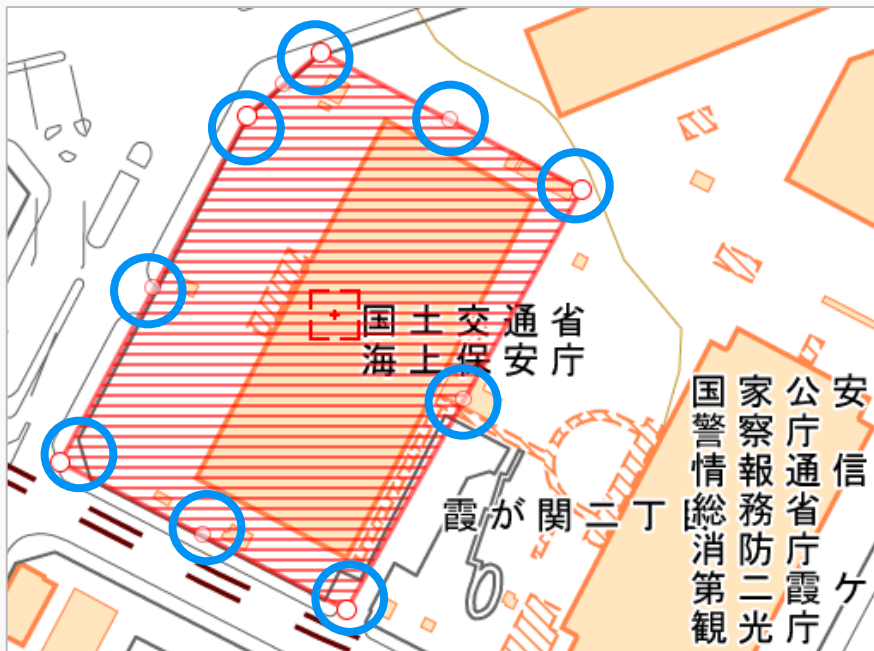 国土交通省
海上保安庁
霞が関二丁目
国家公安
警察庁
情報通信
総務省
消防庁
第二霞ケ
観光庁